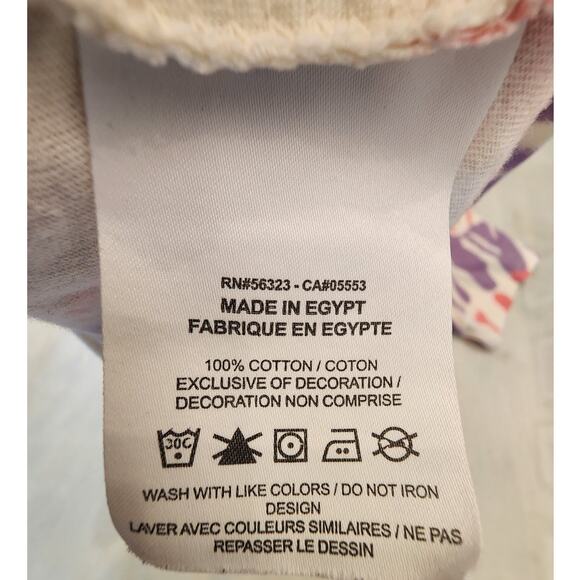 RN#56323 - CA#05553
MADE IN EGYPT
FABRIQUE EN EGYPTE
100% COTTON / COTON
EXCLUSIVE OF DECORATION /
DECORATION NON COMPRISE
30C
WASH WITH LIKE COLORS / DO NOT IRON
DESIGN
LAVER AVEC COULEURS SIMILAIRES / NE PAS
REPASSER LE DESSIN